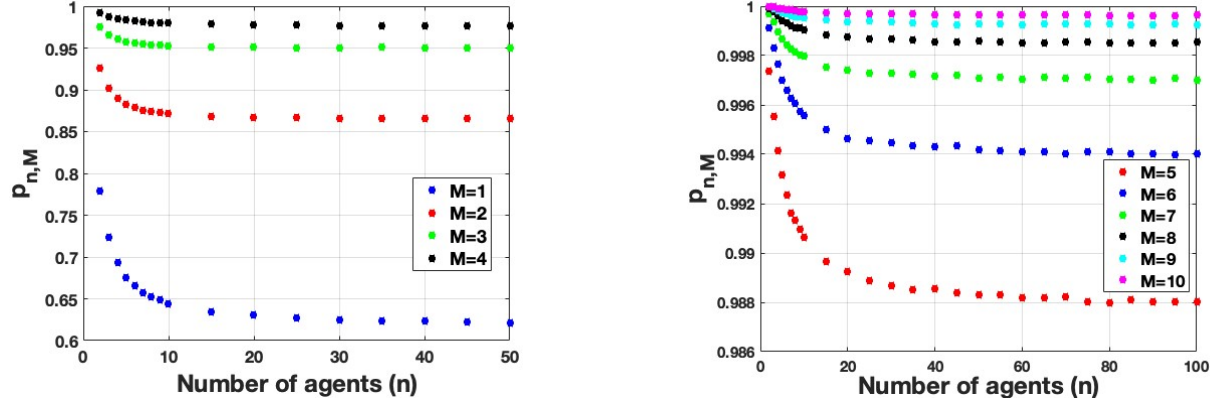 1
0.95
0.9
0.85
0.8
0.75
0.7
0.65
0.6
p_{n,M}
M=1
M=2
M=3
M=4
0 10 20 30 40 50
Number of agents (n)
1
0.998
0.996
0.994
0.992
0.99
0.988
0.986
p_{n,M}
M=5
M=6
M=7
M=8
M=9
M=10
0 20 40 60 80 100
Number of agents (n)